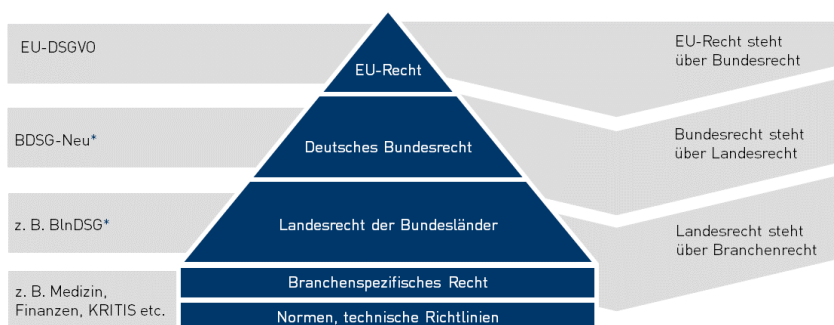 EU-DSGVO
EU-Recht
EU-Recht steht
über Bundesrecht
BDSG-Neu*
Deutsches Bundesrecht
Bundesrecht steht
über Landesrecht
z. B. BlnDSG*
Landesrecht der Bundesländer
Landesrecht steht
über Branchenrecht
z. B. Medizin,
Finanzen, KRITIS etc.
Branchenspezifisches Recht
Normen, technische Richtlinien